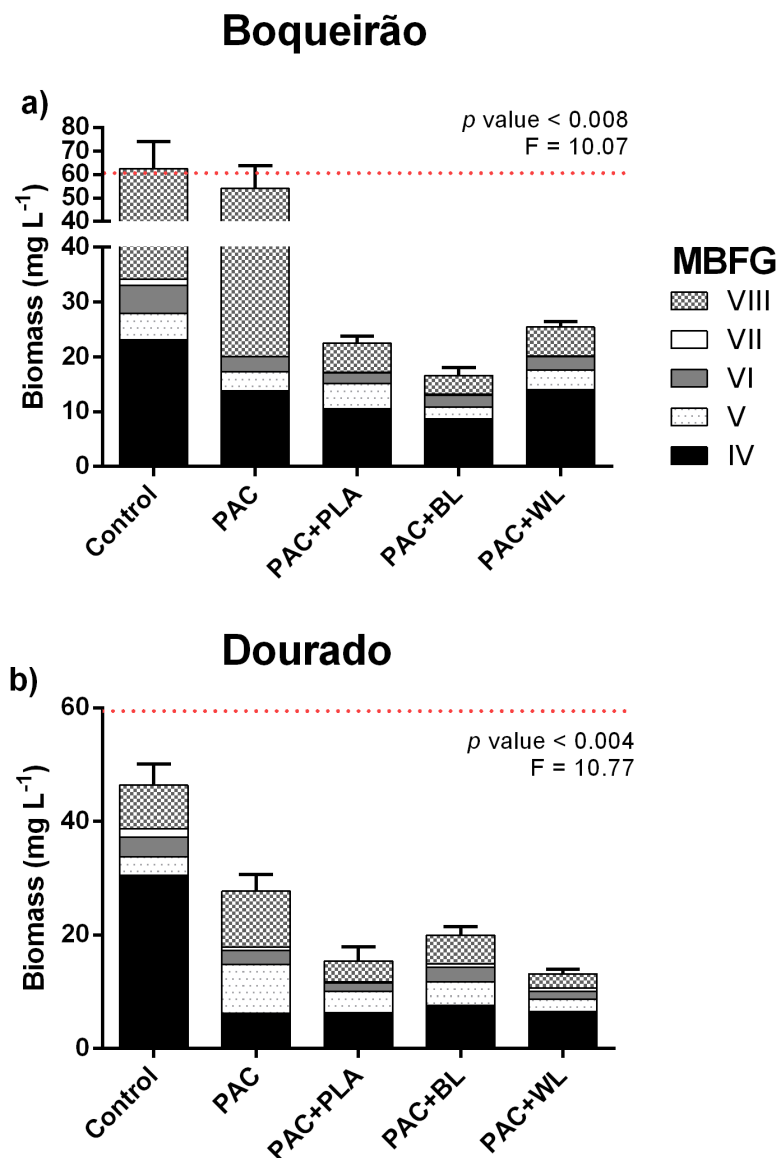 Boqueirão
a)
p value < 0.008
F = 10.07
Biomass (mg L⁻¹)
80
70
60
50
40
40
30
20
10
0
Control
PAC
PAC+PLA
PAC+BL
PAC+WL
MBFG
VIII
VII
VI
V
IV
Dourado
b)
p value < 0.004
F = 10.77
Biomass (mg L⁻¹)
60
40
20
0
Control
PAC
PAC+PLA
PAC+BL
PAC+WL